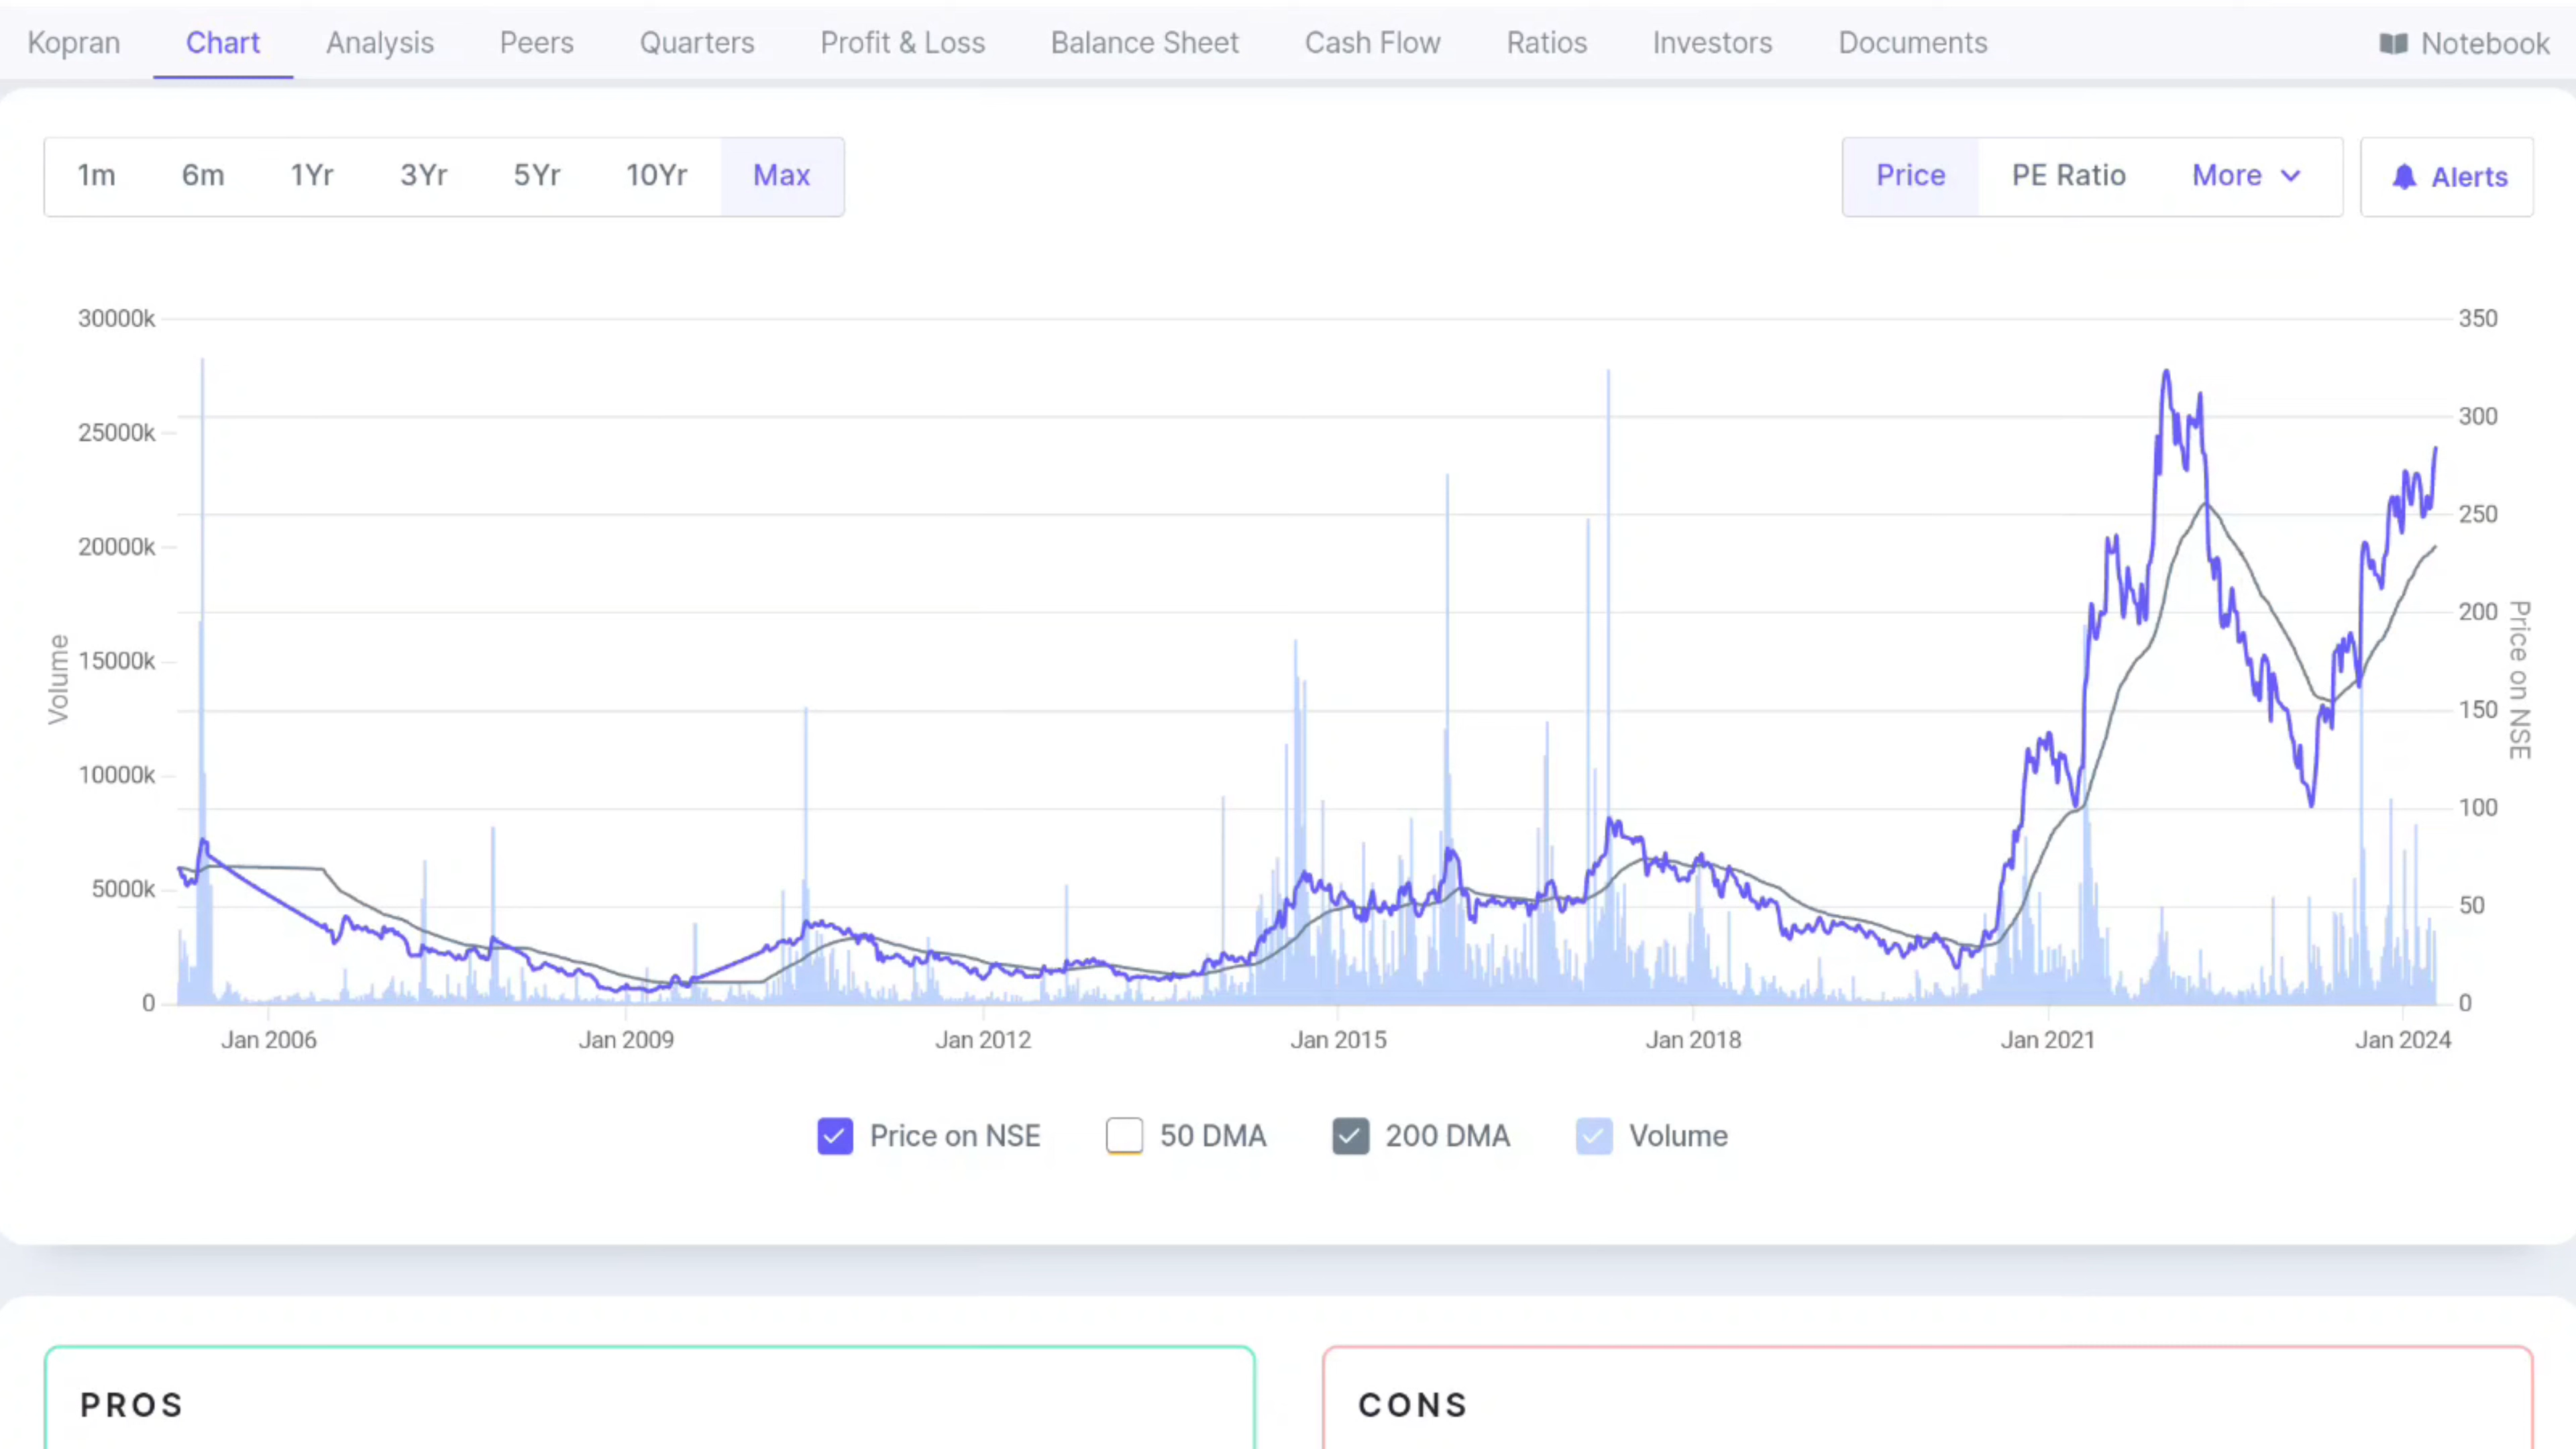 Kopran Chart Analysis Peers Quarters Profit & Loss Balance Sheet Cash Flow Ratios Investors Documents Notebook
1m 6m 1Yr 3Yr 5Yr 10Yr Max Price PE Ratio More Alerts
30000k 350
300
25000k
250
20000k
200
15000k
150
10000k
100
5000k
50
0 0
Volume
Price on NSE
Jan 2006 Jan 2009 Jan 2012 Jan 2015 Jan 2018 Jan 2021 Jan 2024
Price on NSE 50 DMA 200 DMA Volume
PROS CONS